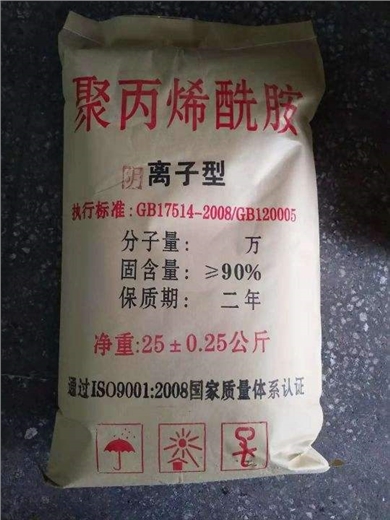 聚丙烯酰胺
阴离子型
执行标准:GB17514-2008/GB120005
分子量: 万
固含量: ≥90%
保质期: 二年
净重:25±0.25公斤
通过ISO9001:2008国家质量体系认证